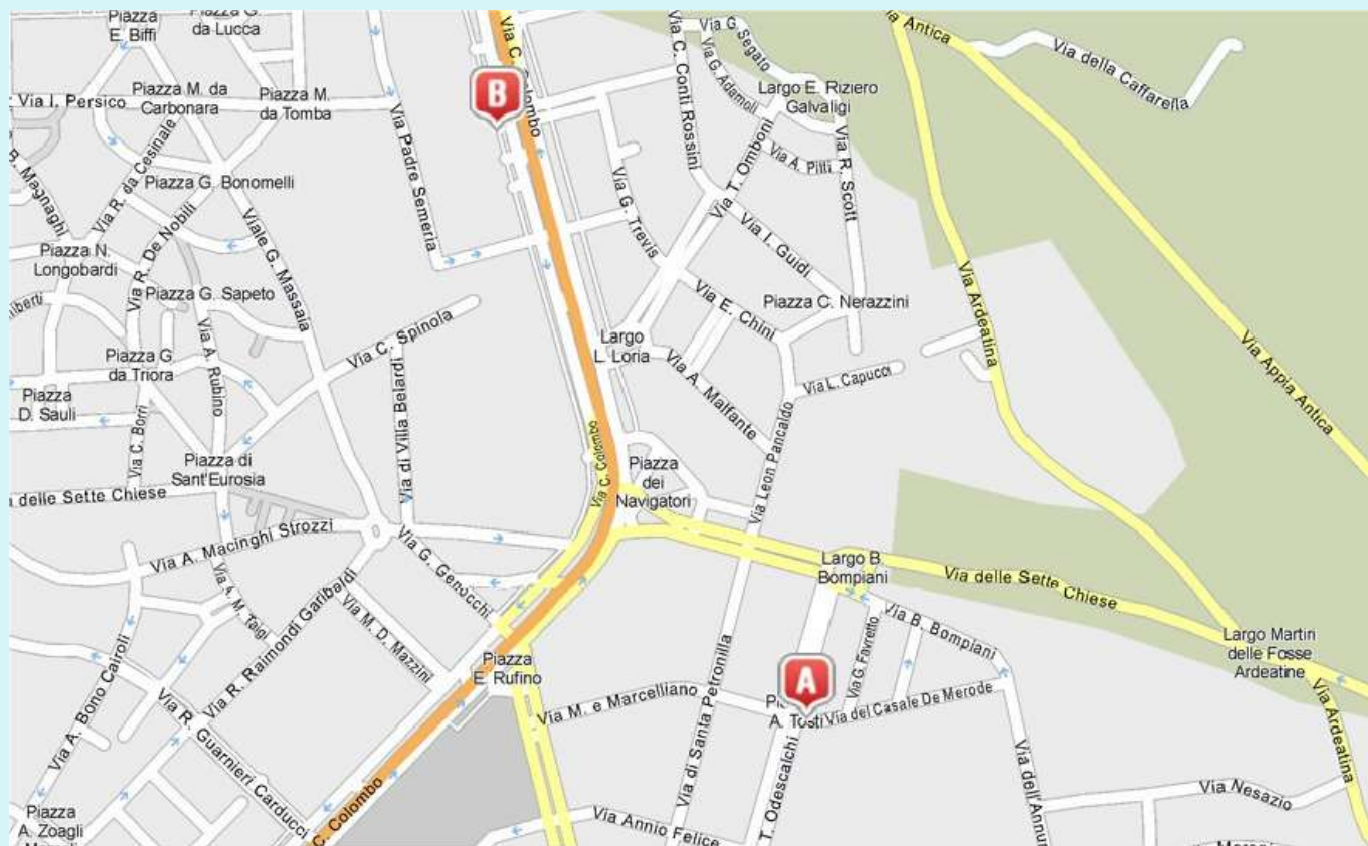 Piazza
E. Biffi
Piazza G.
da Lucca
Via C. Colombo
Via C. Conti Rossini
Via G. Segato
Via G. Adamoli
Via Antica
Via della Caffarella
B
Via I. Persico
Piazza M. da
Carbonara
Piazza M.
da Tomba
Via Padre Semeria
Largo E. Riziero
Galvaligi
Via R. Scott
Via A. Pitti
Via T. Omboni
B. Magnaghi
Via R. da Cesinale
Piazza G. Bonomelli
Via R. De Nobili
Viale G. Massaia
Via G. Trevis
Via I. Guidi
Piazza N.
Longobardi
Piazza G. Sapeto
Via A. Rubino
Via E. Chini
Piazza C. Nerazzini
Via Ardeatina
Via Appia Antica
iliberti
Via C. Spinola
Largo
L. Loria
Piazza G.
da Triora
Via di Villa Belardi
Via A. Malfante
Via L. Capucci
Piazza
D. Sauli
Via C. Borri
Via C. Colombo
Via Leon Pancaldo
Piazza di
Sant'Eurosia
Piazza
dei
Navigatori
a delle Sette Chiese
Via A. Macinghi Strozzi
Via G. Genocchi
Largo B.
Bompiani
Via delle Sette Chiese
Via A. M. Taigi
Via R. Raimondi Garibaldi
Via M. D. Mazzini
Via B. Bompiani
Via G. Favretto
Largo Martiri
delle Fosse
Ardeatine
Via A. Bono Cairoli
Piazza
E. Rufino
Via di Santa Petronilla
A
A. Tosti
Via M. e Marcelliano
Via del Casale De Merode
Via Ardeatina
Via R. Guarnieri Carducci
C. Colombo
T. Odescalchi
Via dell'Annun
Via Nesazio
Piazza
A. Zoagli
Via Annio Felice